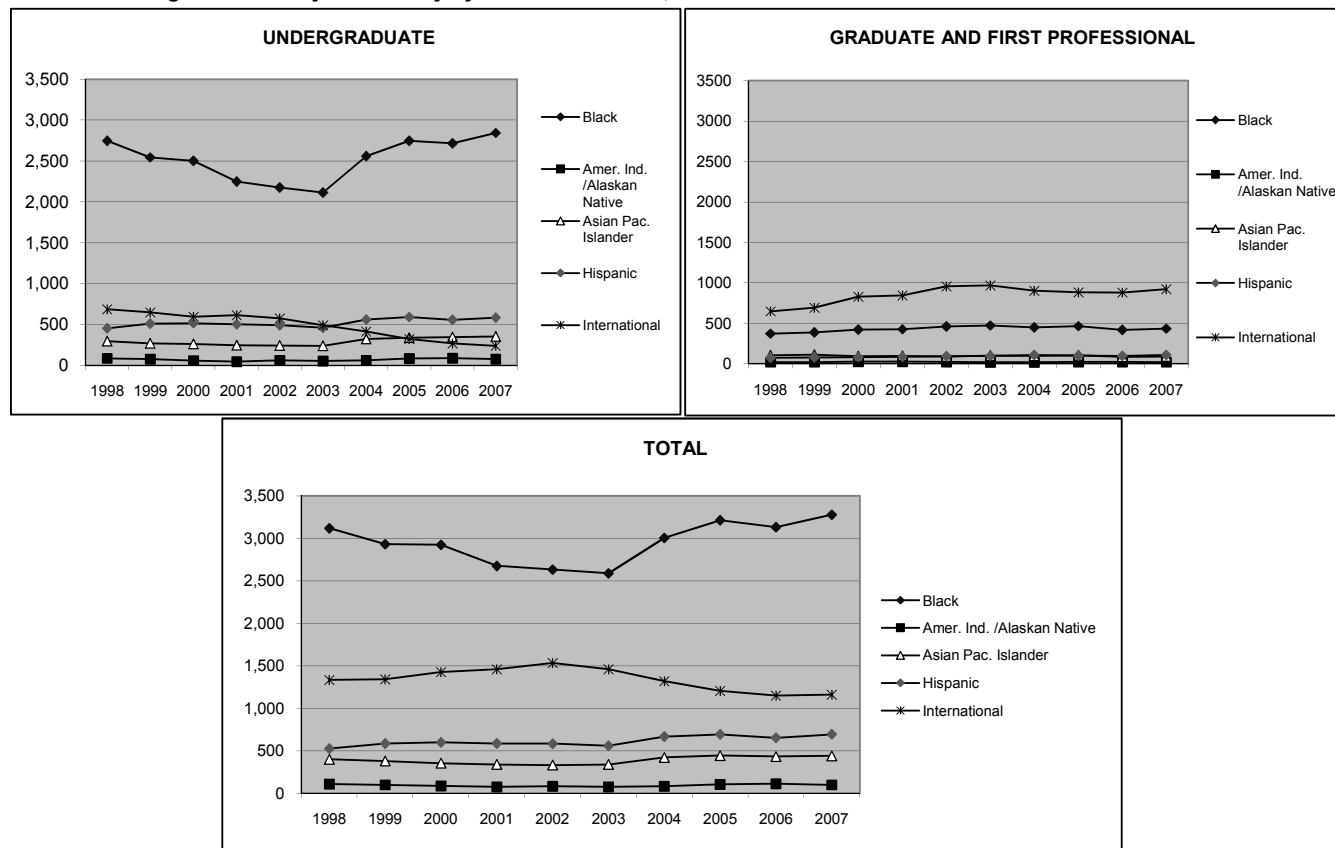 UNDERGRADUATE
3,500
3,000
2,500
2,000
1,500
1,000
500
0
1998 1999 2000 2001 2002 2003 2004 2005 2006 2007
Black
Amer. Ind.
/Alaskan
Native
Asian Pac.
Islander
Hispanic
International
GRADUATE AND FIRST PROFESSIONAL
3500
3000
2500
2000
1500
1000
500
0
1998 1999 2000 2001 2002 2003 2004 2005 2006 2007
Black
Amer. Ind.
/Alaskan Native
Asian Pac.
Islander
Hispanic
International
TOTAL
3,500
3,000
2,500
2,000
1,500
1,000
500
0
1998 1999 2000 2001 2002 2003 2004 2005 2006 2007
Black
Amer. Ind. /Alaskan Native
Asian Pac. Islander
Hispanic
International